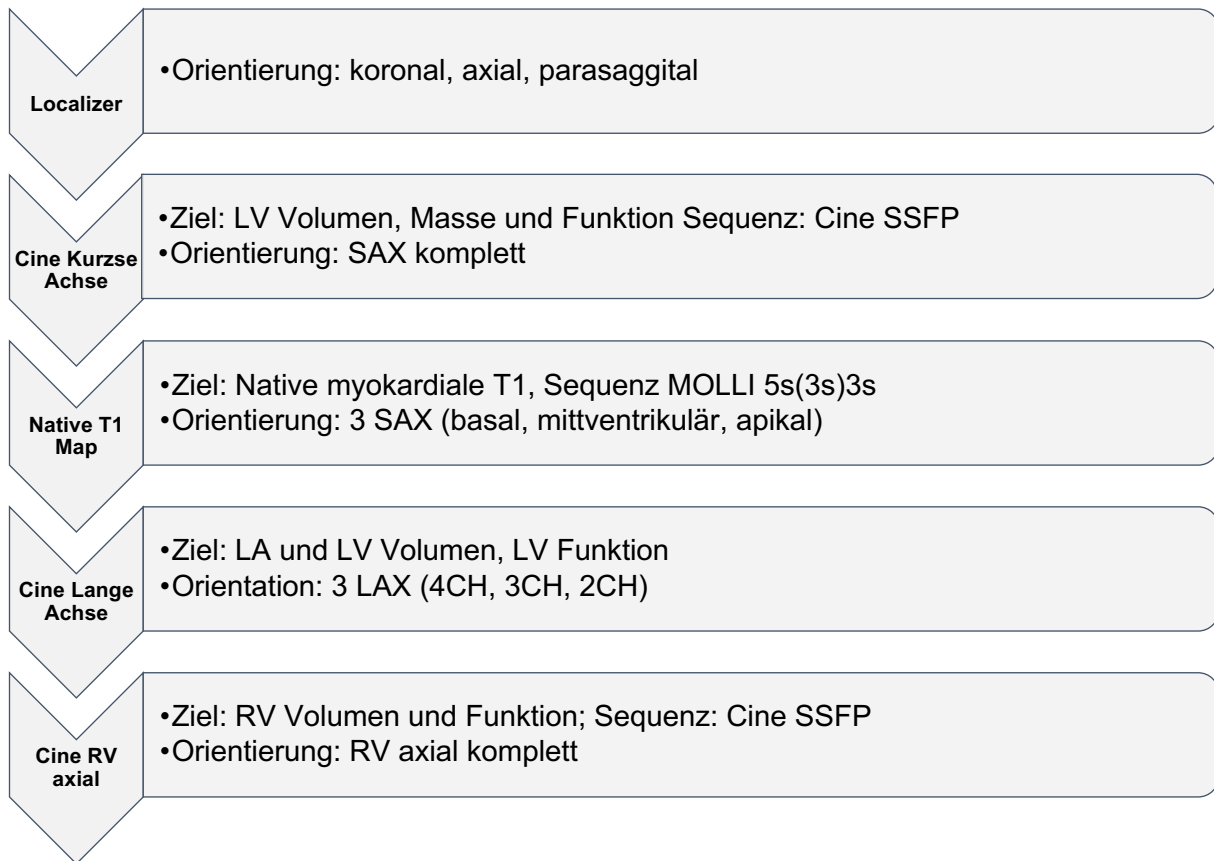 Localizer
•Orientierung: koronal, axial, parasaggital
Cine Kurzse
Achse
•Ziel: LV Volumen, Masse und Funktion Sequenz: Cine SSFP
•Orientierung: SAX komplett
Native T1
Map
•Ziel: Native myokardiale T1, Sequenz MOLLI 5s(3s)3s
•Orientierung: 3 SAX (basal, mittventrikulär, apikal)
Cine Lange
Achse
•Ziel: LA und LV Volumen, LV Funktion
•Orientation: 3 LAX (4CH, 3CH, 2CH)
Cine RV
axial
•Ziel: RV Volumen und Funktion; Sequenz: Cine SSFP
•Orientierung: RV axial komplett